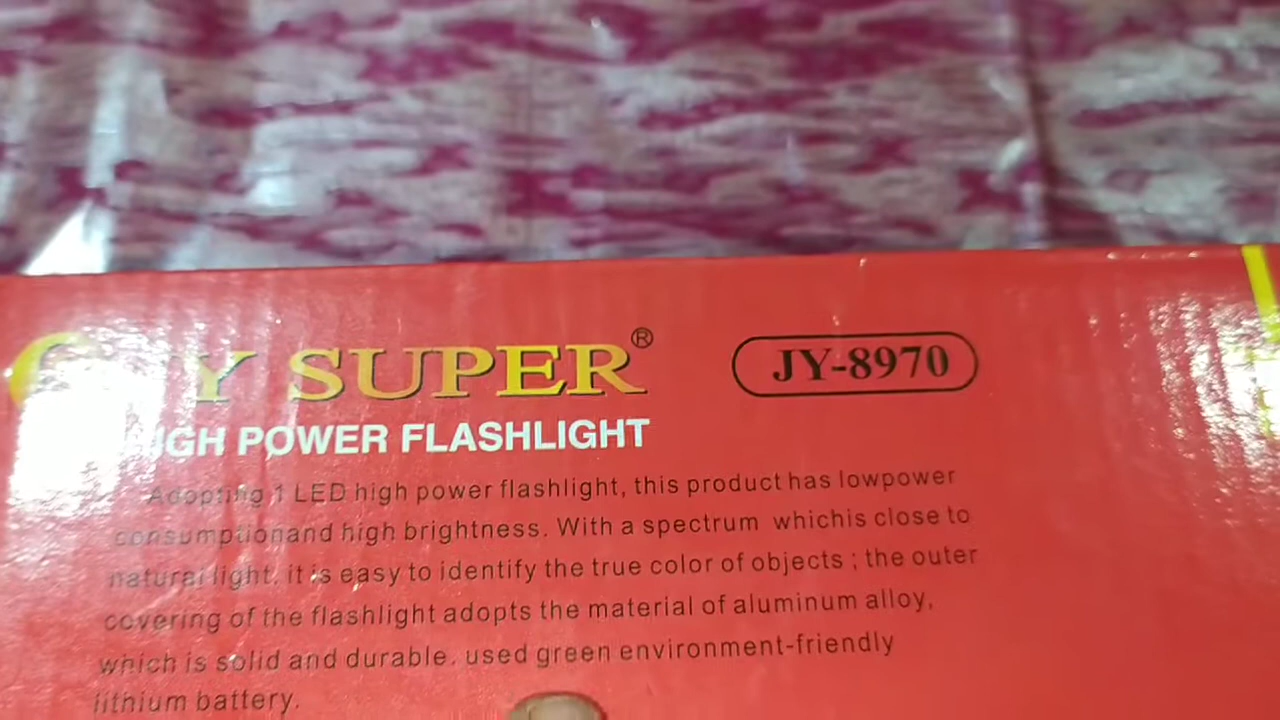 JY SUPER®
JY-8970
HIGH POWER FLASHLIGHT
Adopting 1 LED high power flashlight, this product has lowpower
consumptionand high brightness. With a spectrum whichis close to
natural light, it is easy to identify the true color of objects ; the outer
covering of the flashlight adopts the material of aluminum alloy,
which is solid and durable. used green environment-friendly
lithium battery.